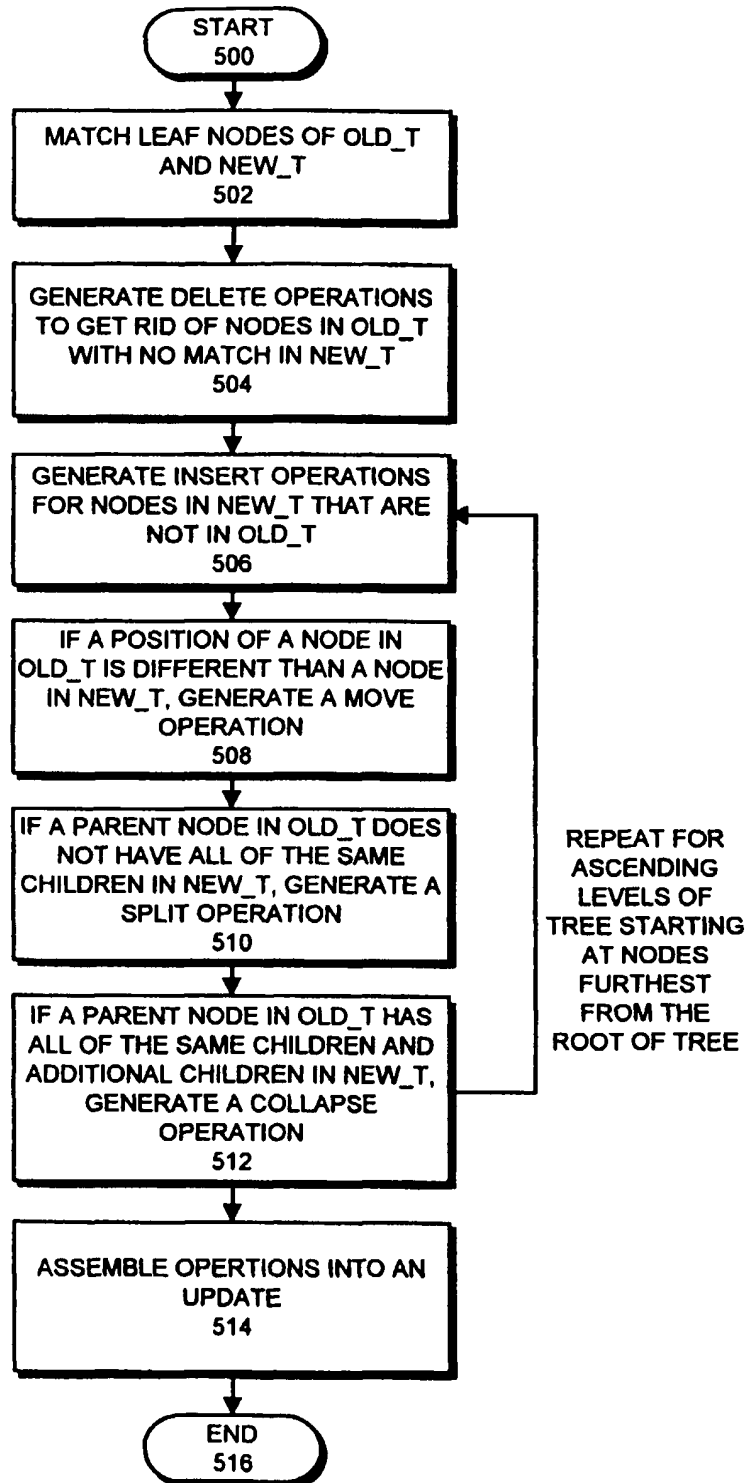 START
500
MATCH LEAF NODES OF OLD_T
AND NEW_T
502
GENERATE DELETE OPERATIONS
TO GET RID OF NODES IN OLD_T
WITH NO MATCH IN NEW_T
504
GENERATE INSERT OPERATIONS
FOR NODES IN NEW_T THAT ARE
NOT IN OLD_T
506
IF A POSITION OF A NODE IN
OLD_T IS DIFFERENT THAN A NODE
IN NEW_T, GENERATE A MOVE
OPERATION
508
IF A PARENT NODE IN OLD_T DOES
NOT HAVE ALL OF THE SAME
CHILDREN IN NEW_T, GENERATE A
SPLIT OPERATION
510
IF A PARENT NODE IN OLD_T HAS
ALL OF THE SAME CHILDREN AND
ADDITIONAL CHILDREN IN NEW_T,
GENERATE A COLLAPSE
OPERATION
512
REPEAT FOR
ASCENDING
LEVELS OF
TREE STARTING
AT NODES
FURTHEST
FROM THE
ROOT OF TREE
ASSEMBLE OPERTIONS INTO AN
UPDATE
514
END
516